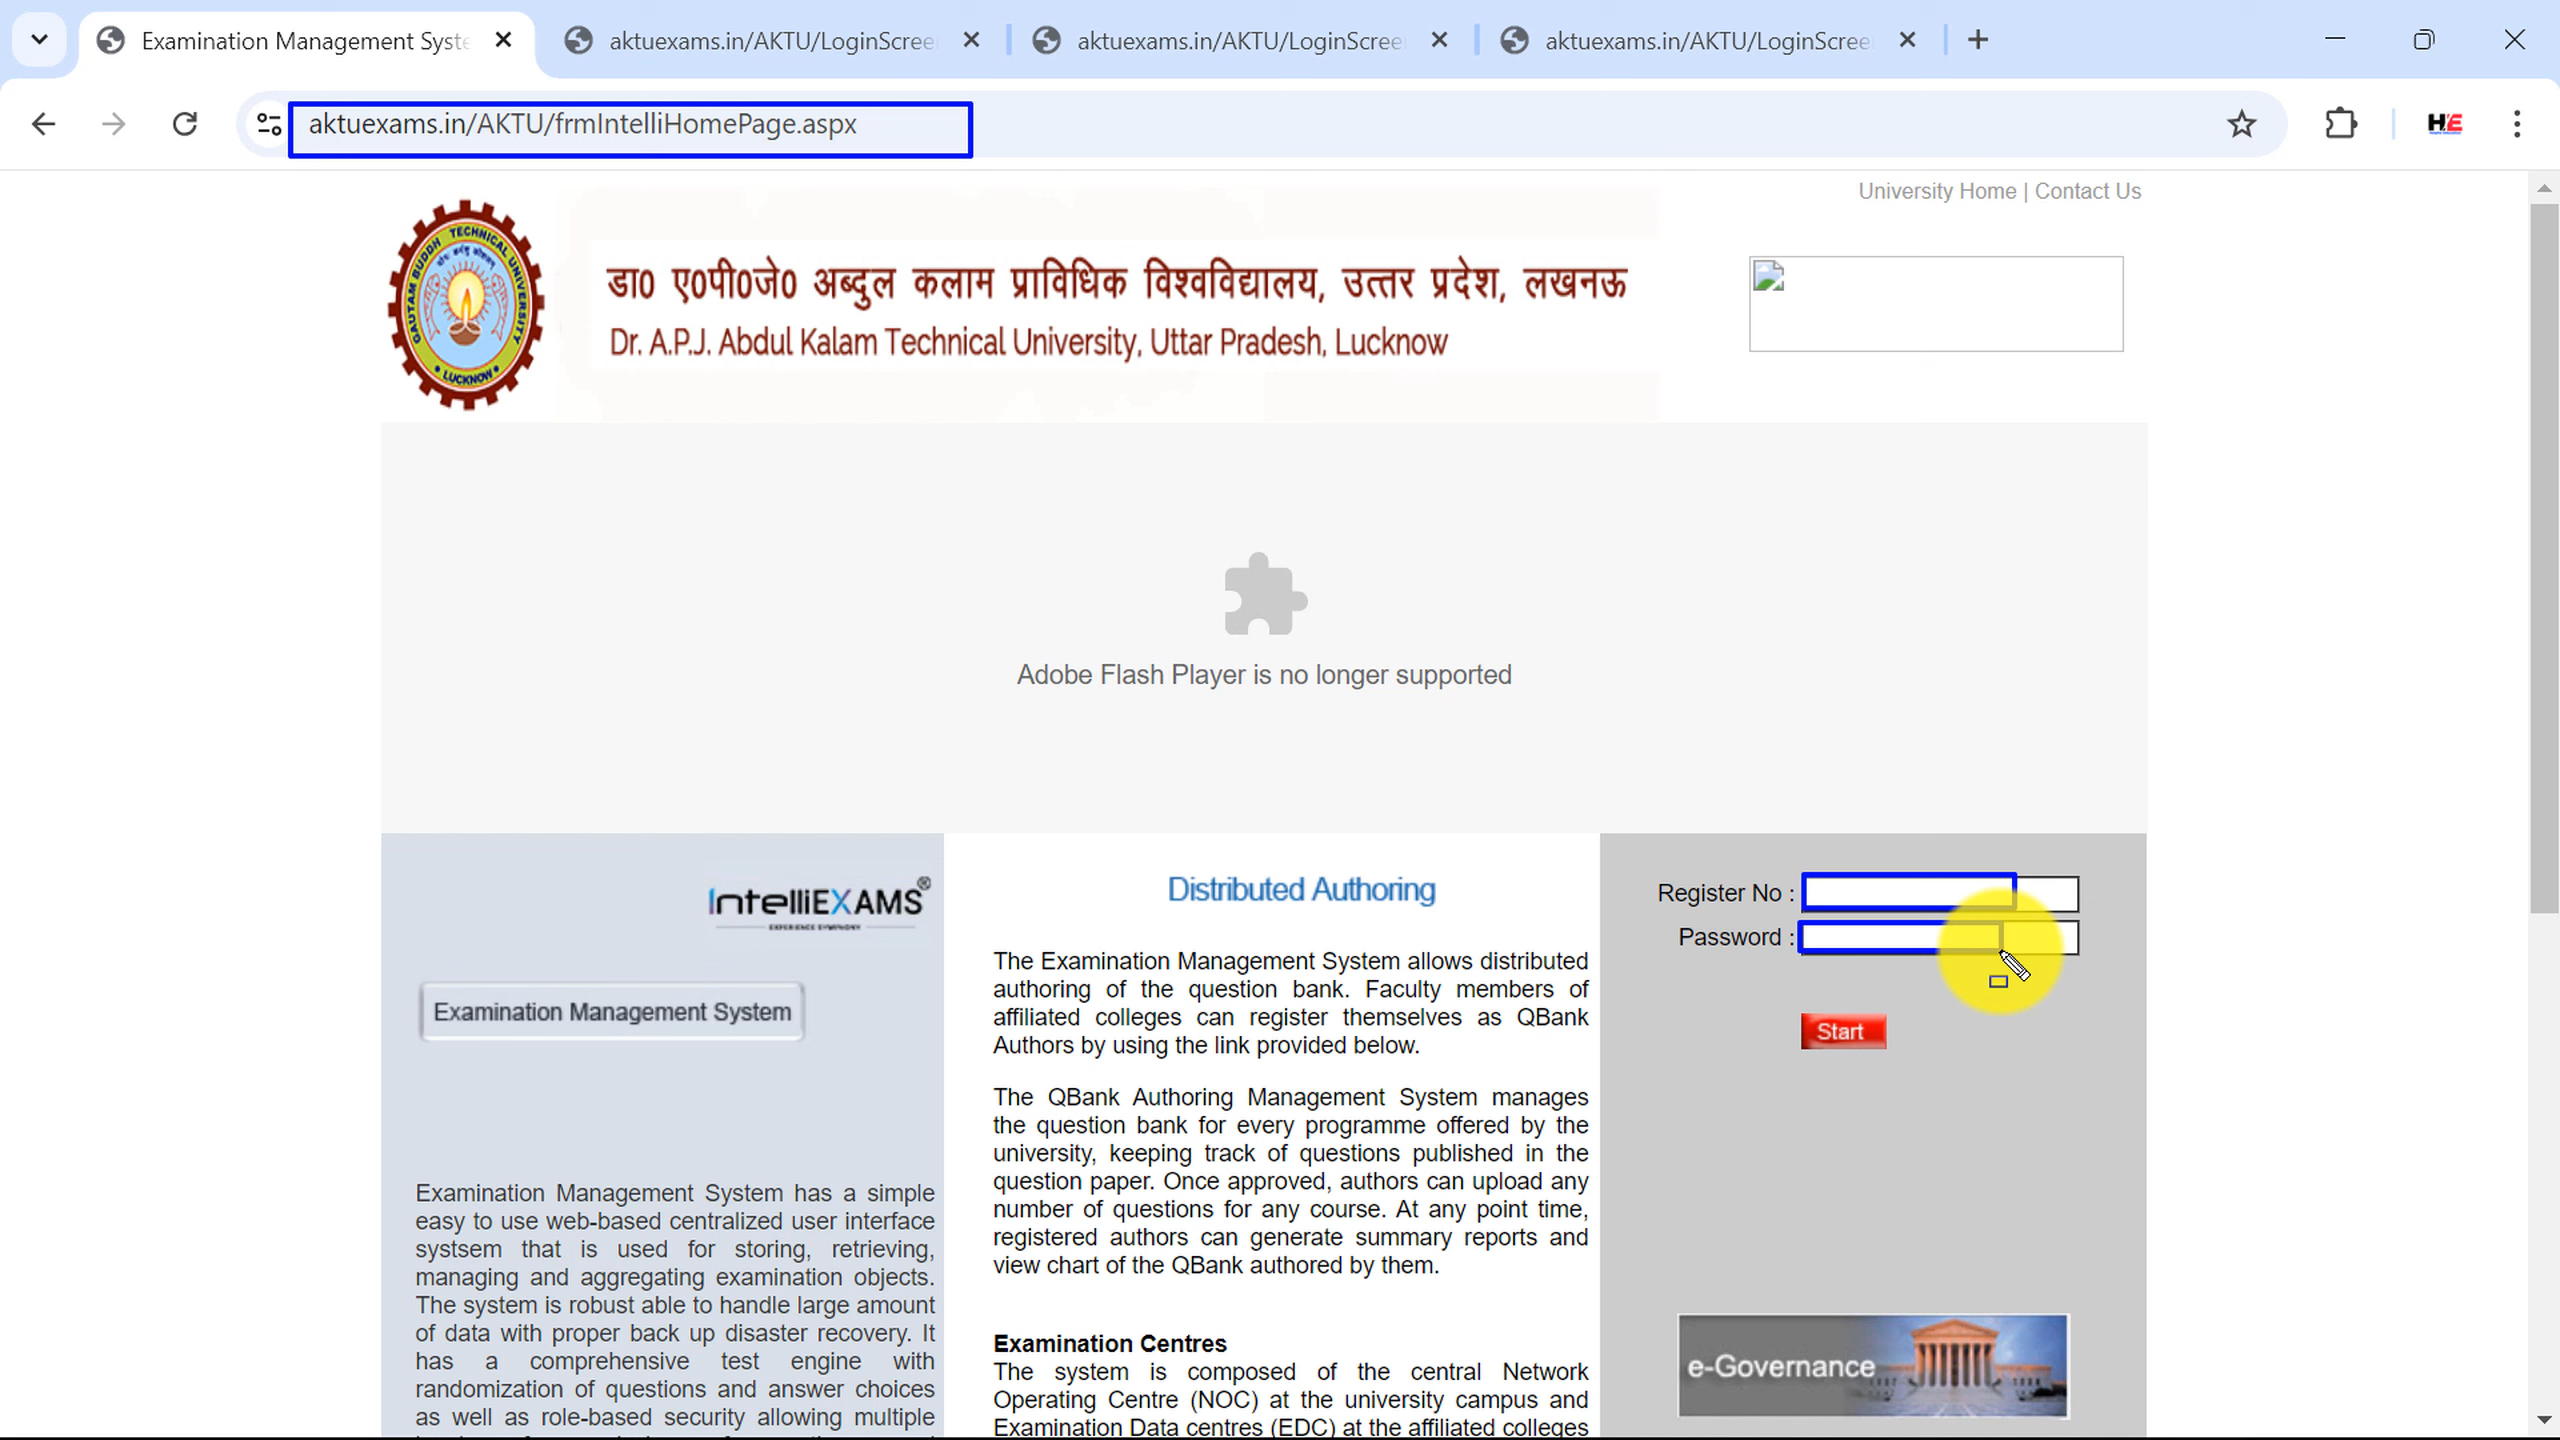 Examination Management Syste
aktuexams.in/AKTU/LoginScree
aktuexams.in/AKTU/LoginScree
aktuexams.in/AKTU/LoginScree
aktuexams.in/AKTU/frmIntelliHomePage.aspx
HE
University Home | Contact Us
GAUTAM BUDDH TECHNICAL UNIVERSITY
• LUCKNOW •
डा0 ए0पी0जे0 अब्दुल कलाम प्राविधिक विश्वविद्यालय, उत्तर प्रदेश, लखनऊ
Dr. A.P.J. Abdul Kalam Technical University, Uttar Pradesh, Lucknow
Adobe Flash Player is no longer supported
IntelliEXAMS®
EXPERIENCE SYMPHONY
Examination Management System
Examination Management System has a simple
easy to use web-based centralized user interface
systsem that is used for storing, retrieving,
managing and aggregating examination objects.
The system is robust able to handle large amount
of data with proper back up disaster recovery. It
has a comprehensive test engine with
randomization of questions and answer choices
as well as role-based security allowing multiple
Distributed Authoring
The Examination Management System allows distributed
authoring of the question bank. Faculty members of
affiliated colleges can register themselves as QBank
Authors by using the link provided below.
The QBank Authoring Management System manages
the question bank for every programme offered by the
university, keeping track of questions published in the
question paper. Once approved, authors can upload any
number of questions for any course. At any point time,
registered authors can generate summary reports and
view chart of the QBank authored by them.
Examination Centres
The system is composed of the central Network
Operating Centre (NOC) at the university campus and
Examination Data centres (EDC) at the affiliated colleges
Register No :
Password :
Start
e-Governance